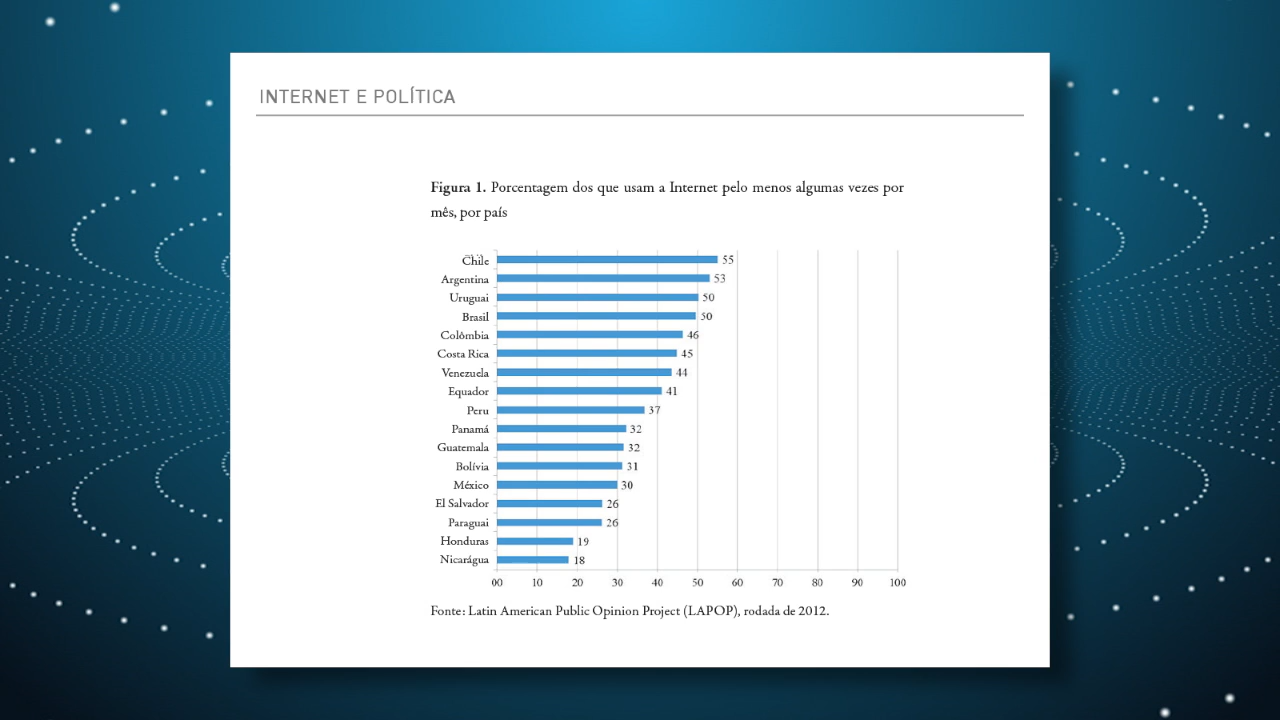 INTERNET E POLÍTICA
Figura 1. Porcentagem dos que usam a Internet pelo menos algumas vezes por
mês, por país
Chile 55
Argentina 53
Uruguai 50
Brasil 50
Colômbia 46
Costa Rica 45
Venezuela 44
Equador 41
Peru 37
Panamá 32
Guatemala 32
Bolívia 31
México 30
El Salvador 26
Paraguai 26
Honduras 19
Nicarágua 18
00 10 20 30 40 50 60 70 80 90 100
Fonte: Latin American Public Opinion Project (LAPOP), rodada de 2012.